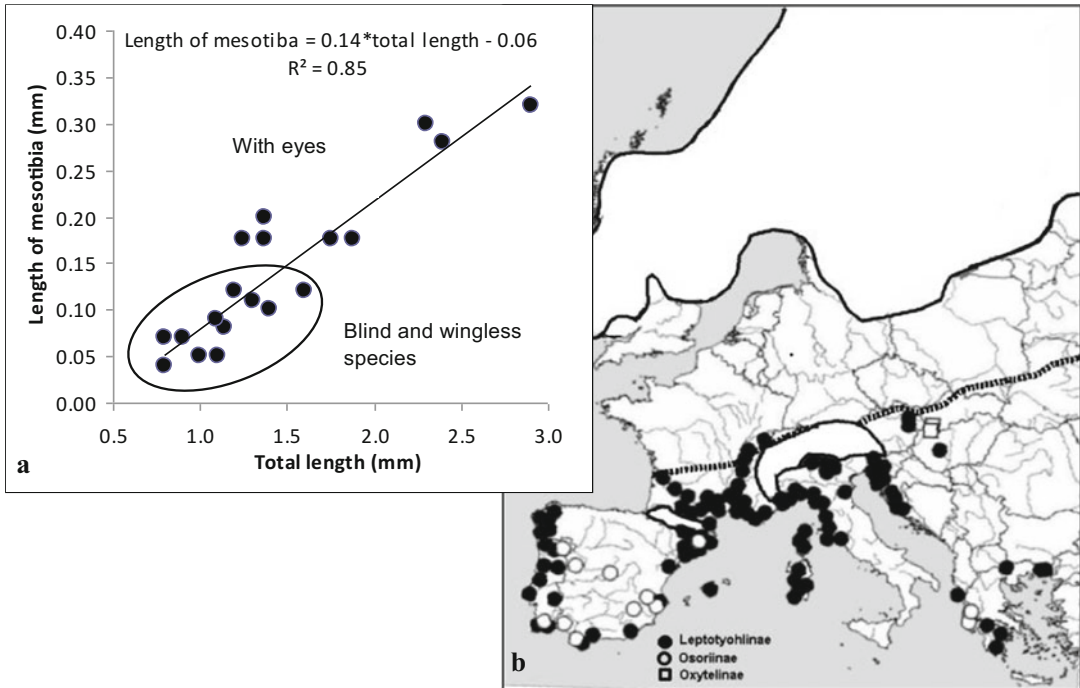 Length of mesotiba = 0.14*total length - 0.06
R² = 0.85
Length of mesotibia (mm)
0.40
0.35
0.30
0.25
0.20
0.15
0.10
0.05
0.00
With eyes
Blind and wingless
species
0.5 1.0 1.5 2.0 2.5 3.0
Total length (mm)
a
Leptotyohlinae
Osoriinae
Oxytelinae
b